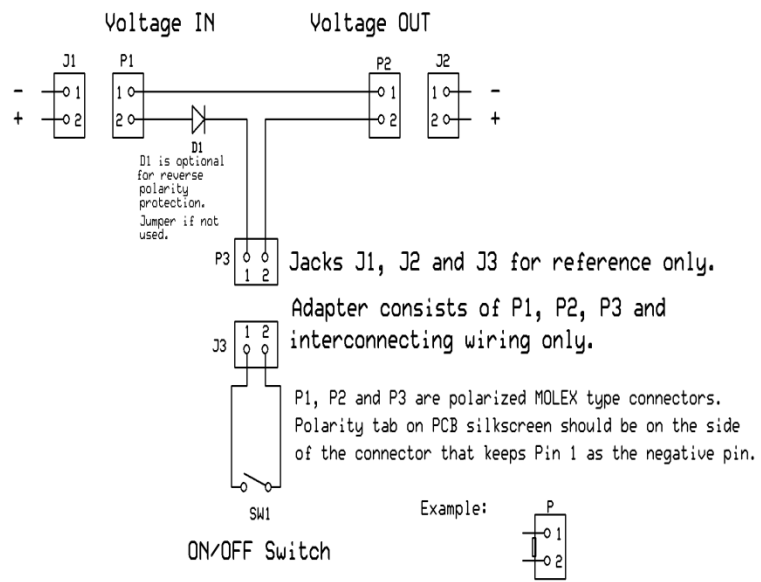 Voltage IN
Voltage OUT
J1
P1
P2
J2
-
1
1
1
1
-
+
2
2
2
2
+
D1
D1 is optional
for reverse
polarity
protection.
Jumper if not
used.
P3
1 2
Jacks J1, J2 and J3 for reference only.
Adapter consists of P1, P2, P3 and
interconnecting wiring only.
J3
1 2
P1, P2 and P3 are polarized MOLEX type connectors.
Polarity tab on PCB silkscreen should be on the side
of the connector that keeps Pin 1 as the negative pin.
SW1
ON/OFF Switch
Example:
P
1
2